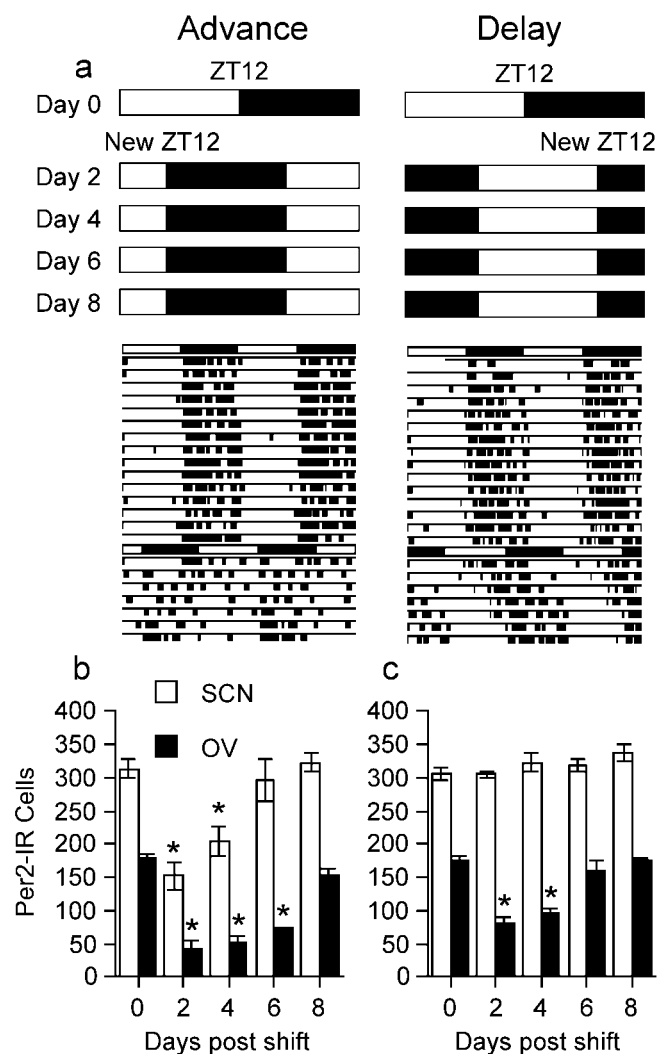 Advance Delay
a
ZT12 ZT12
Day 0
New ZT12 New ZT12
Day 2
Day 4
Day 6
Day 8
b c
SCN
OV
Per2-IR Cells
400 400
350 350
300 300
250 250
200 200
150 150
100 100
50 50
0 0
* * * * *
* *
0 2 4 6 8 0 2 4 6 8
Days post shift Days post shift